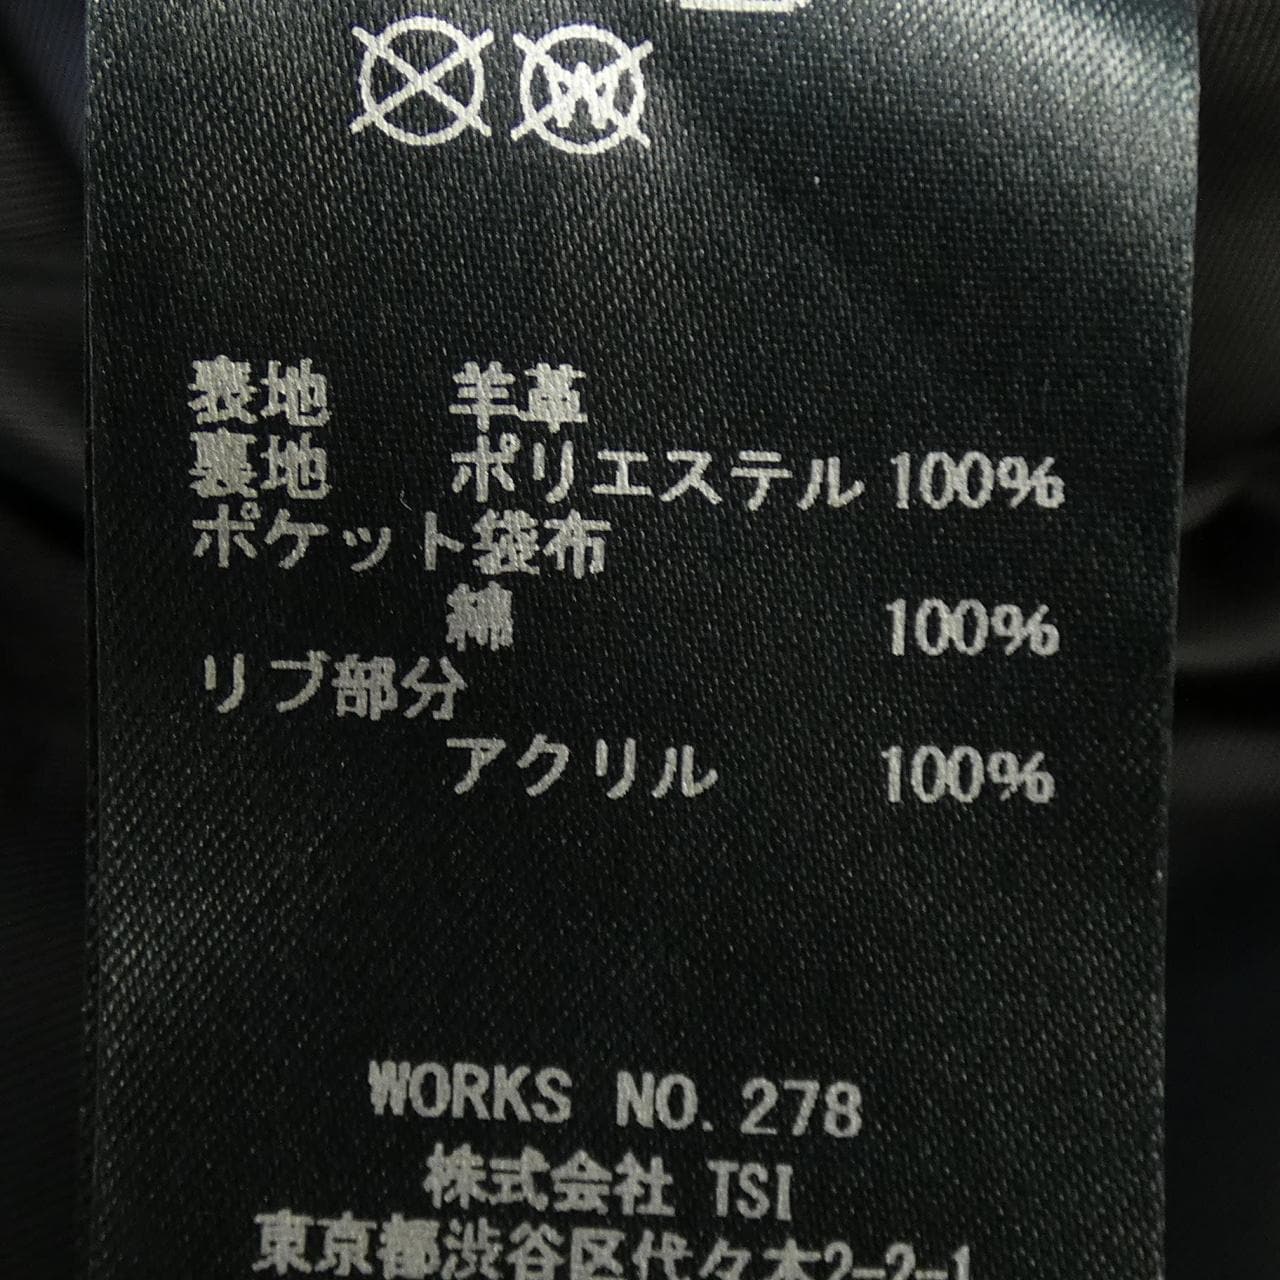 W
表地 羊革
裏地 ポリエステル 100%
ポケット袋布
綿 100%
リブ部分
アクリル 100%
WORKS NO. 278
株式会社 TSI
東京都渋谷区代々木2-2-1